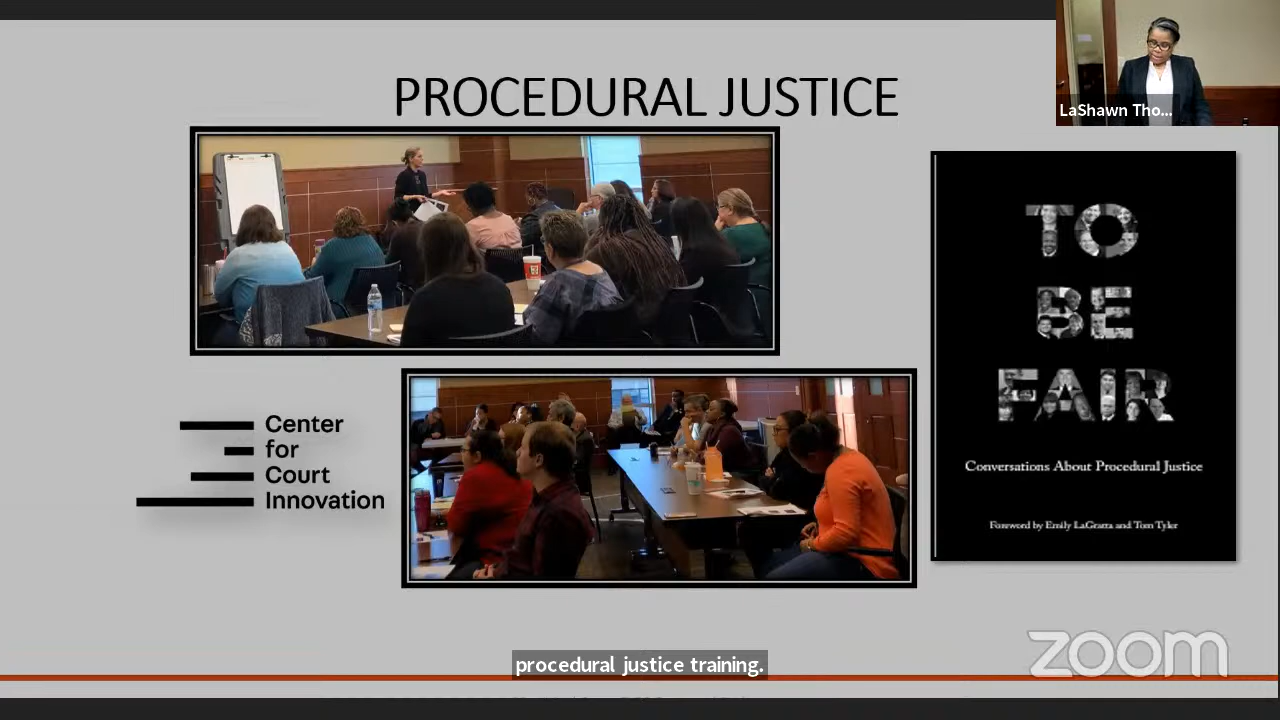 PROCEDURAL JUSTICE
LaShawn Tho...
TO
BE
FAIR
Conversations About Procedural Justice
Foreword by Emily LaGratta and Tom Tyler
Center
for
Court
Innovation
procedural justice training.
zoom